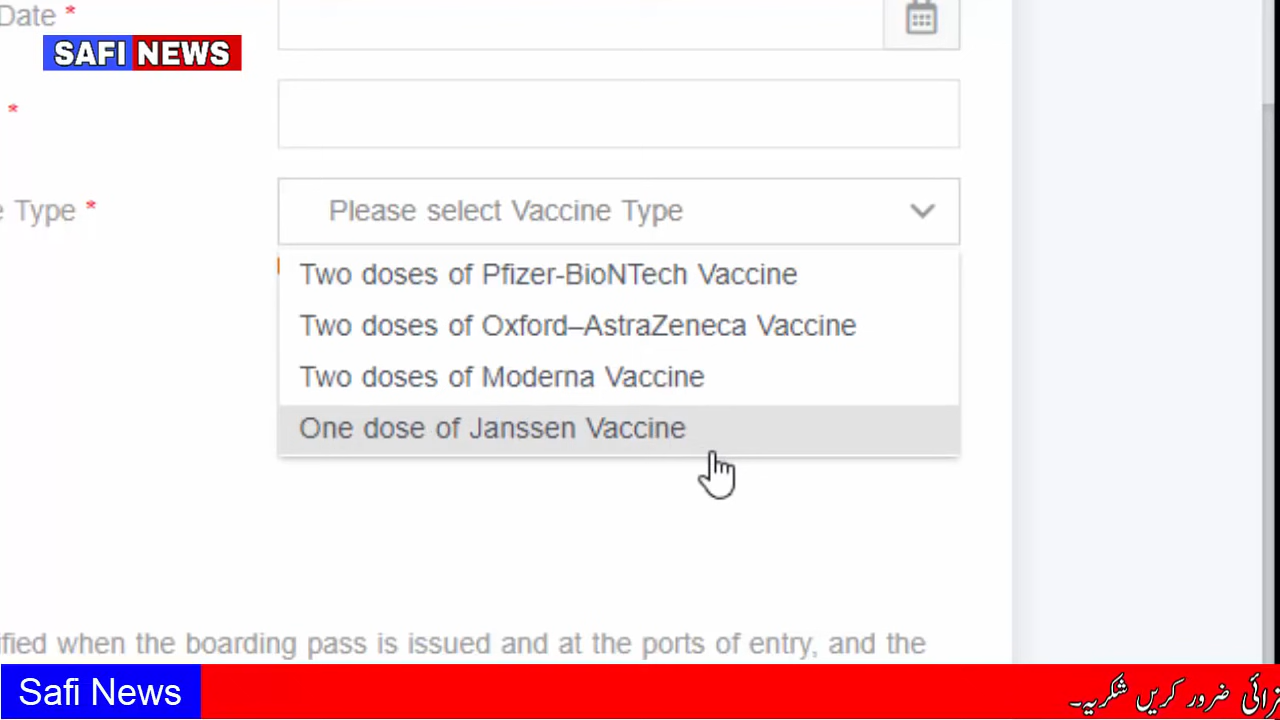 Date *
SAFI NEWS
*
Type *
Please select Vaccine Type
Two doses of Pfizer-BioNTech Vaccine
Two doses of Oxford–AstraZeneca Vaccine
Two doses of Moderna Vaccine
One dose of Janssen Vaccine
when the boarding pass is issued and at the ports of entry, and the
Safi News
ضرور کریں شکریہ۔